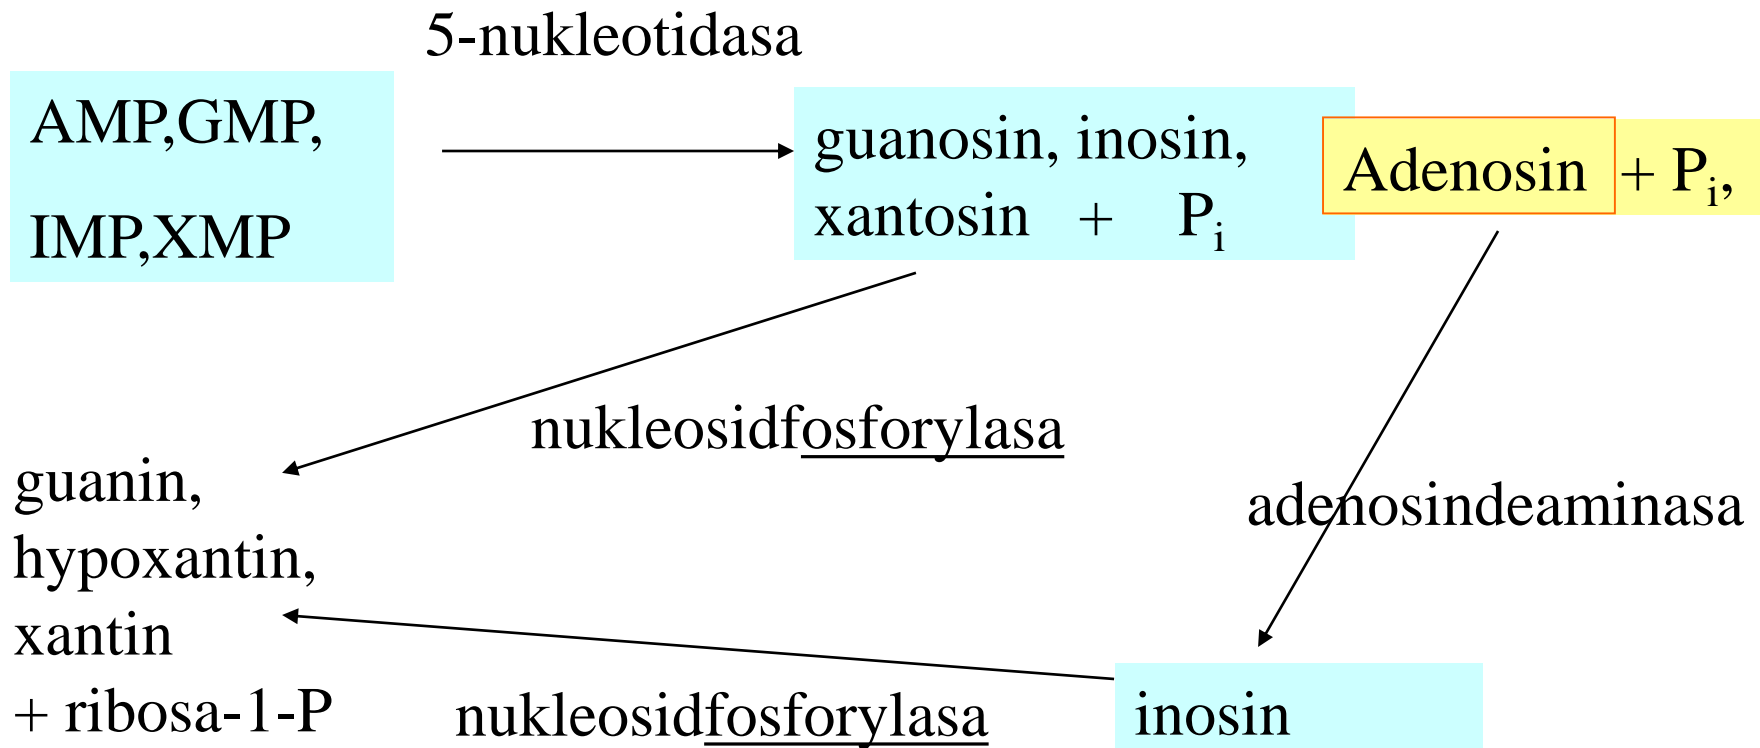 5-nukleotidasa
AMP,GMP,
IMP,XMP
guanosin, inosin,
xantosin + Pi
Adenosin + Pi,
nukleosidfosforylasa
guanin,
hypoxantin,
xantin
+ ribosa-1-P
adenosindeaminasa
nukleosidfosforylasa
inosin